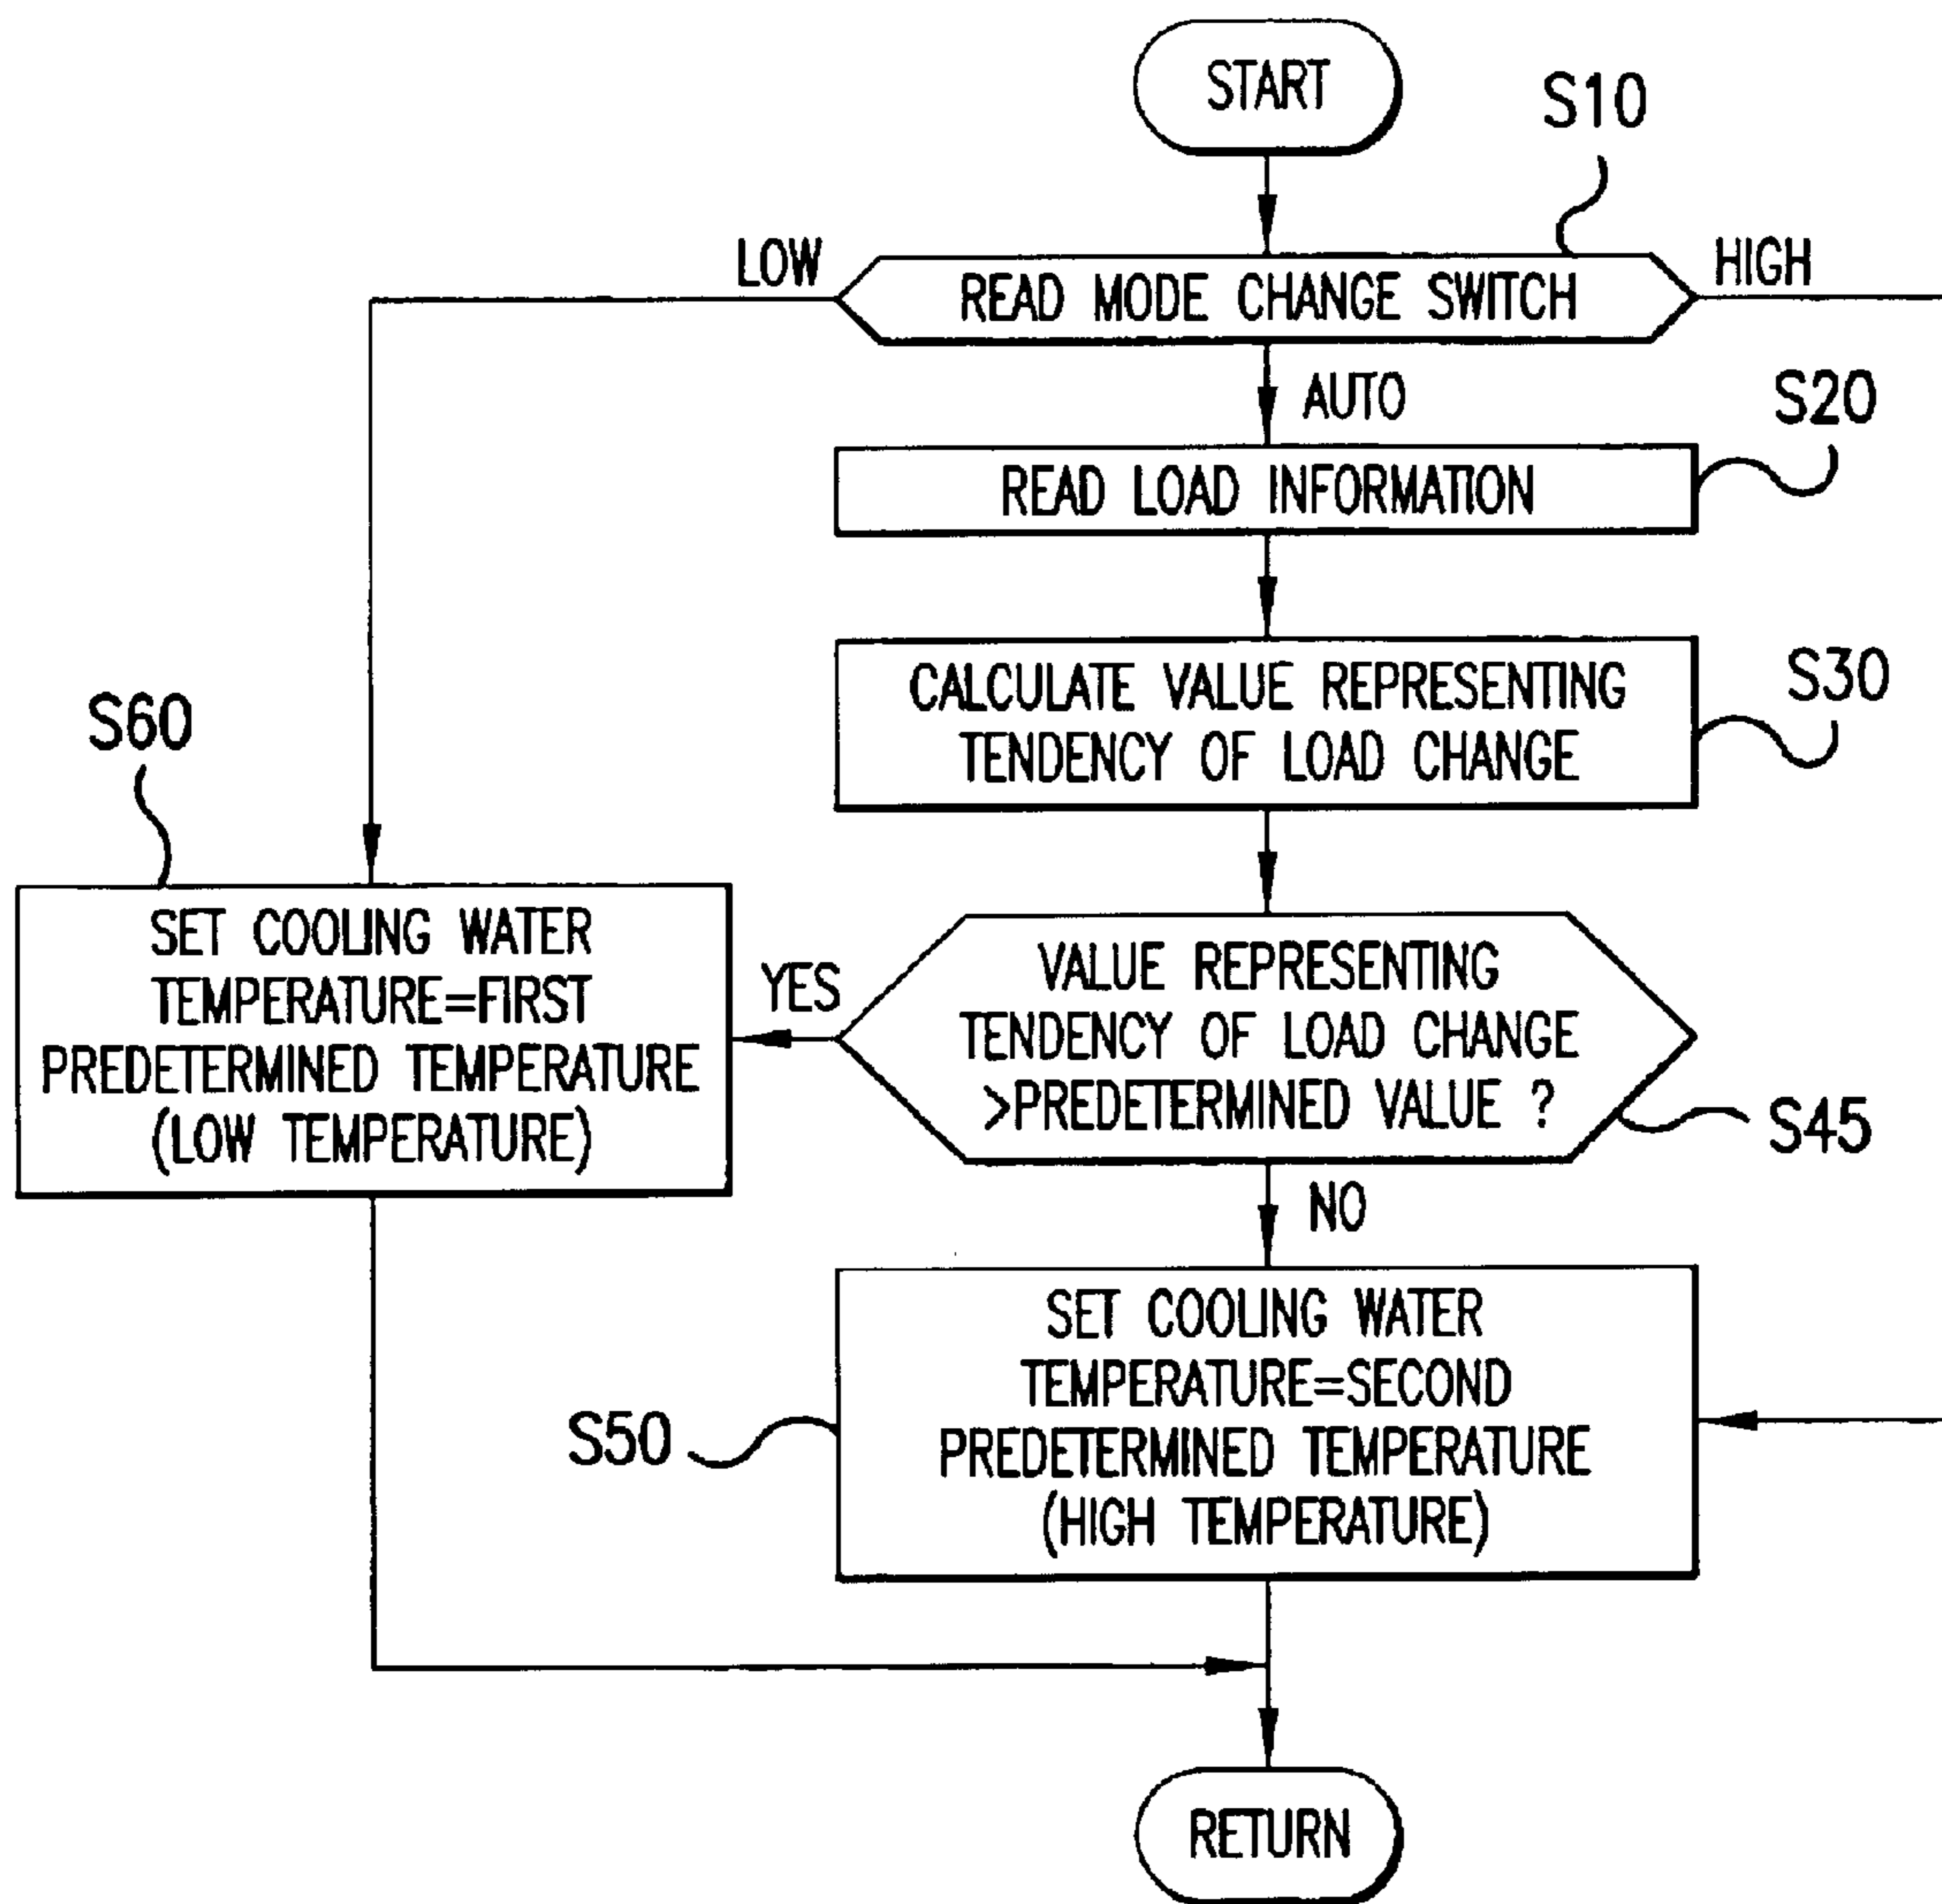 START
S10
LOW
READ MODE CHANGE SWITCH
HIGH
AUTO
S20
READ LOAD INFORMATION
CALCULATE VALUE REPRESENTING
TENDENCY OF LOAD CHANGE
S30
S60
SET COOLING WATER
TEMPERATURE=FIRST
PREDETERMINED TEMPERATURE
(LOW TEMPERATURE)
YES
VALUE REPRESENTING
TENDENCY OF LOAD CHANGE
>PREDETERMINED VALUE ?
S45
NO
SET COOLING WATER
TEMPERATURE=SECOND
PREDETERMINED TEMPERATURE
(HIGH TEMPERATURE)
S50
RETURN